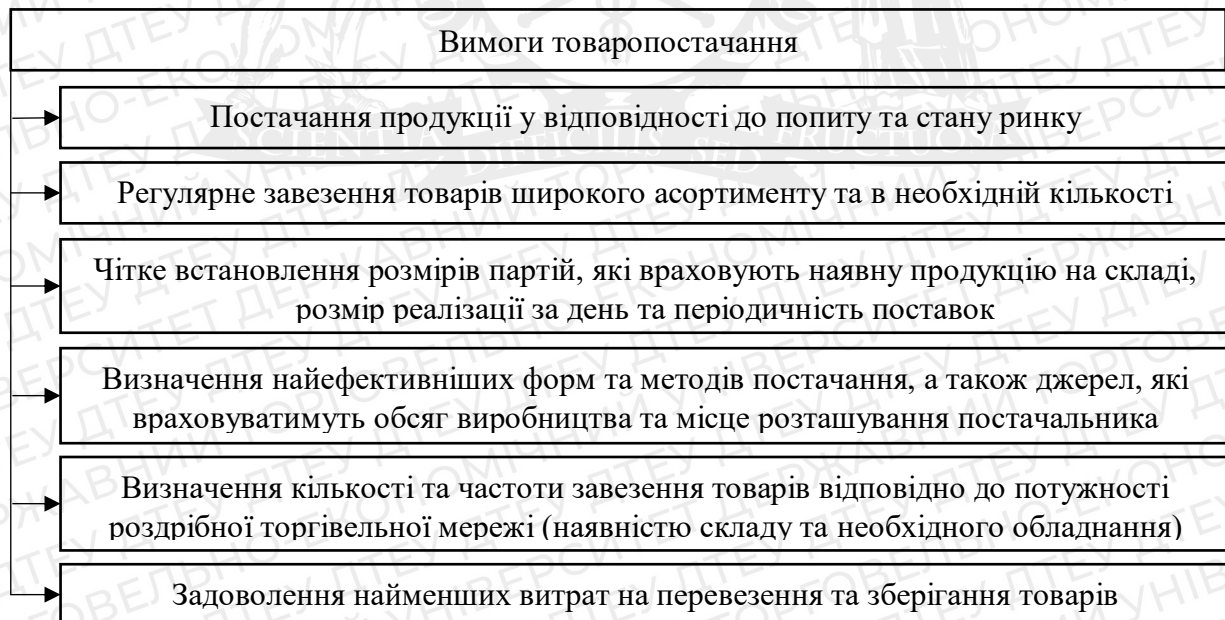 Вимоги товаропостачання
Постачання продукції у відповідності до попиту та стану ринку
Регулярне завезення товарів широкого асортименту та в необхідній кількості
Чітке встановлення розмірів партій, які враховують наявну продукцію на складі,
розмір реалізації за день та періодичність поставок
Визначення найефективніших форм та методів постачання, а також джерел, які
враховуватимуть обсяг виробництва та місце розташування постачальника
Визначення кількості та частоти завезення товарів відповідно до потужності
роздрібної торгівельної мережі (наявністю складу та необхідного обладнання)
Задоволення найменших витрат на перевезення та зберігання товарів